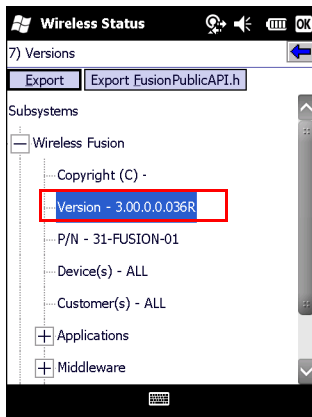 Wireless Status OK
7) Versions
Export Export FusionPublicAPI.h
Subsystems
Wireless Fusion
Copyright (C) -
Version - 3.00.0.0.036R
P/N - 31-FUSION-01
Device(s) - ALL
Customer(s) - ALL
Applications
Middleware